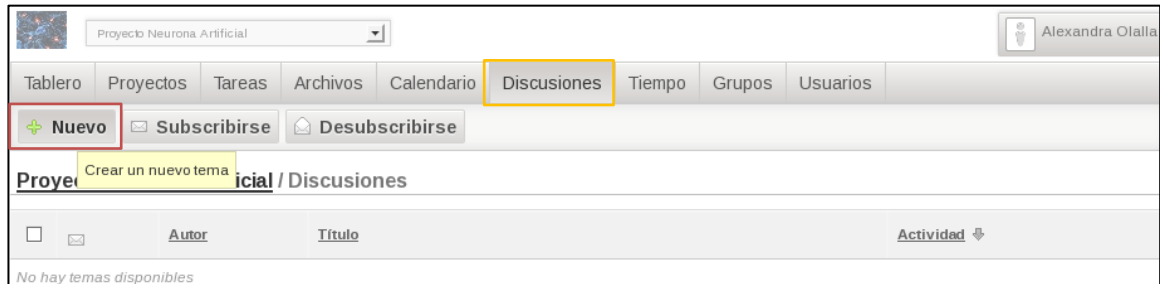 Proyecto Neurona Artificial
Alexandra Olalla
Tablero Proyectos Tareas Archivos Calendario Discusiones Tiempo Grupos Usuarios
Nuevo Subscribirse Desubscribirse
Crear un nuevo tema
Proye icial / Discusiones
Autor Título Actividad
No hay temas disponibles